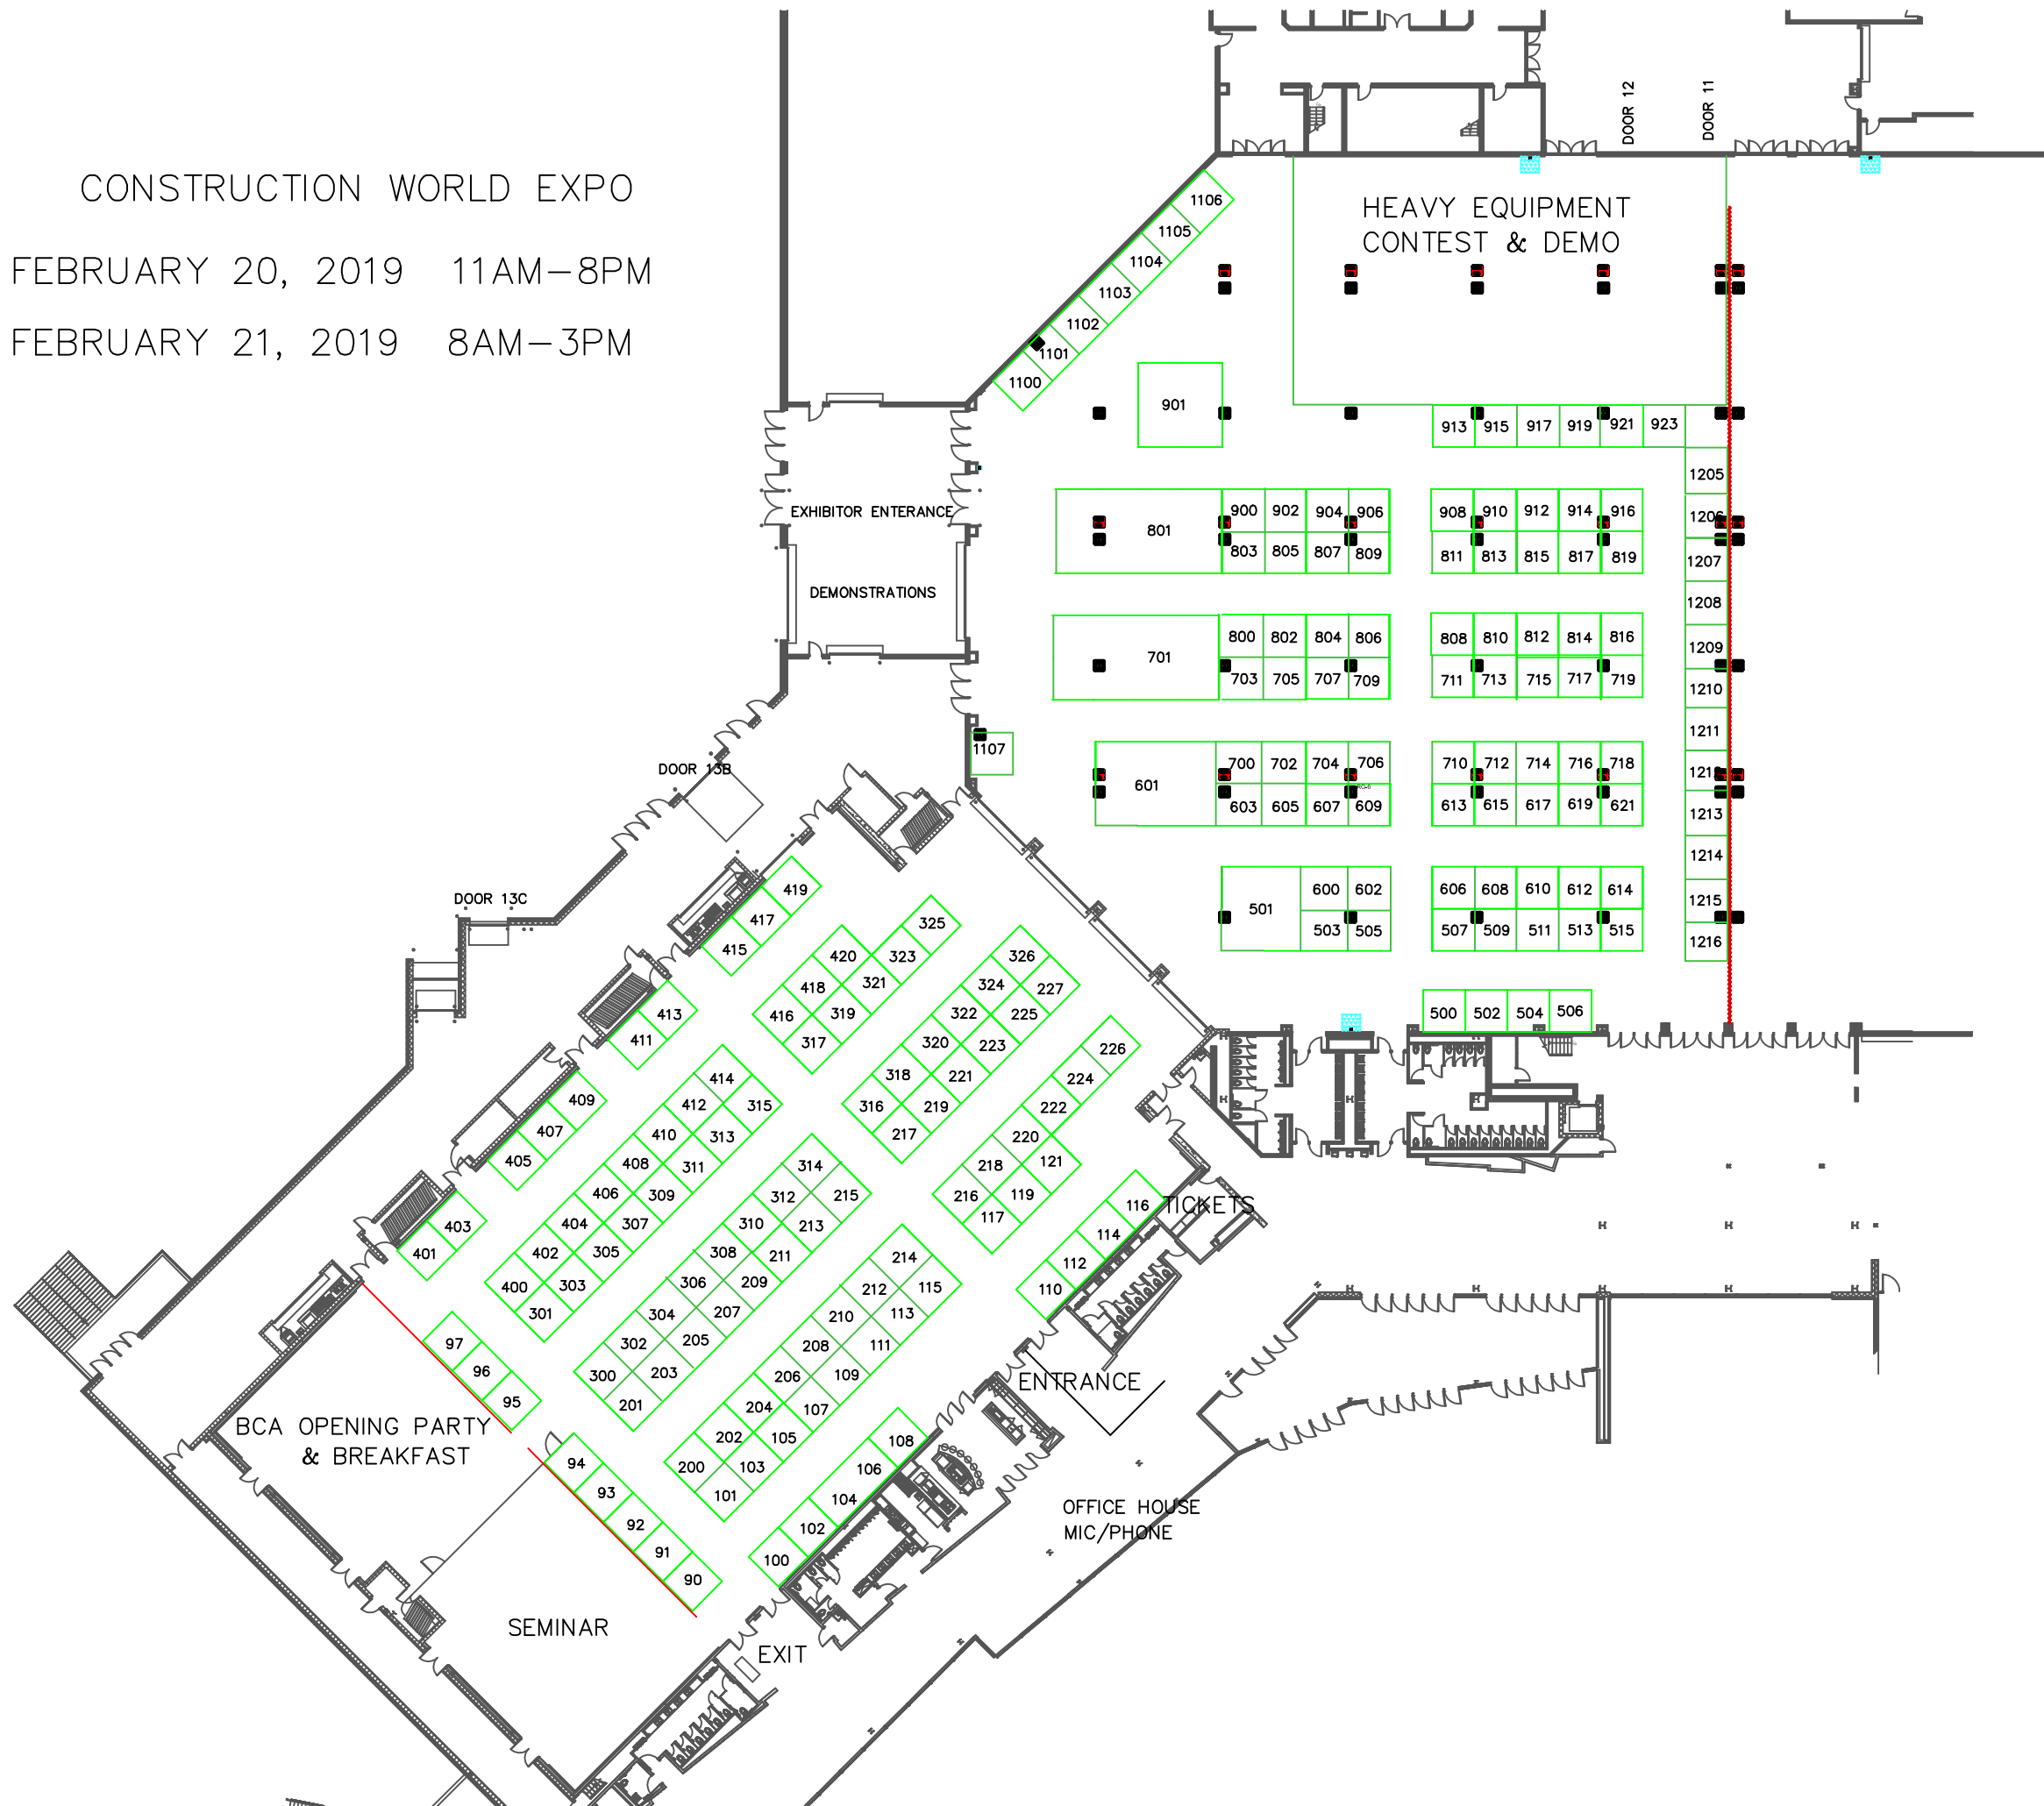 DOOR 12
DOOR 11
CONSTRUCTION WORLD EXPO
FEBRUARY 20, 2019 11AM-8PM
FEBRUARY 21, 2019 8AM-3PM
HEAVY EQUIPMENT
CONTEST & DEMO
1106
1105
1104
1103
1102
1101
1100
901
913 915 917 919 921 923
1205
1206
1207
1208
1209
1210
1211
1212
1213
1214
1215
1216
EXHIBITOR ENTERANCE
DEMONSTRATIONS
801
900 902 904 906
803 805 807 809
908 910 912 914 916
811 813 815 817 819
701
800 802 804 806
703 705 707 709
808 810 812 814 816
711 713 715 717 719
1107
601
700 702 704 706
603 605 607 609
710 712 714 716 718
613 615 617 619 621
501
600 602
503 505
606 608 610 612 614
507 509 511 513 515
500 502 504 506
DOOR 13B
DOOR 13C
419
417
415
413
411
409
407
405
403
401
325
420 323
418 321
416 319
317
326
324 227
322 225
320 223
318 221
316 219
217
226
224
222
220 121
218 119
216 117
414
412 315
410 313
408 311
406 309
404 307
402 305
400 303
301
314
312 215
310 213
308 211
306 209
304 207
302 205
300 203
201
214
212 115
210 113
208 111
206 109
204 107
202 105
200 103
101
116
114
112
110
TICKETS
ENTRANCE
97
96
95
94
93
92
91
90
108
106
104
102
100
BCA OPENING PARTY
& BREAKFAST
OFFICE HOUSE
MIC/PHONE
SEMINAR
EXIT